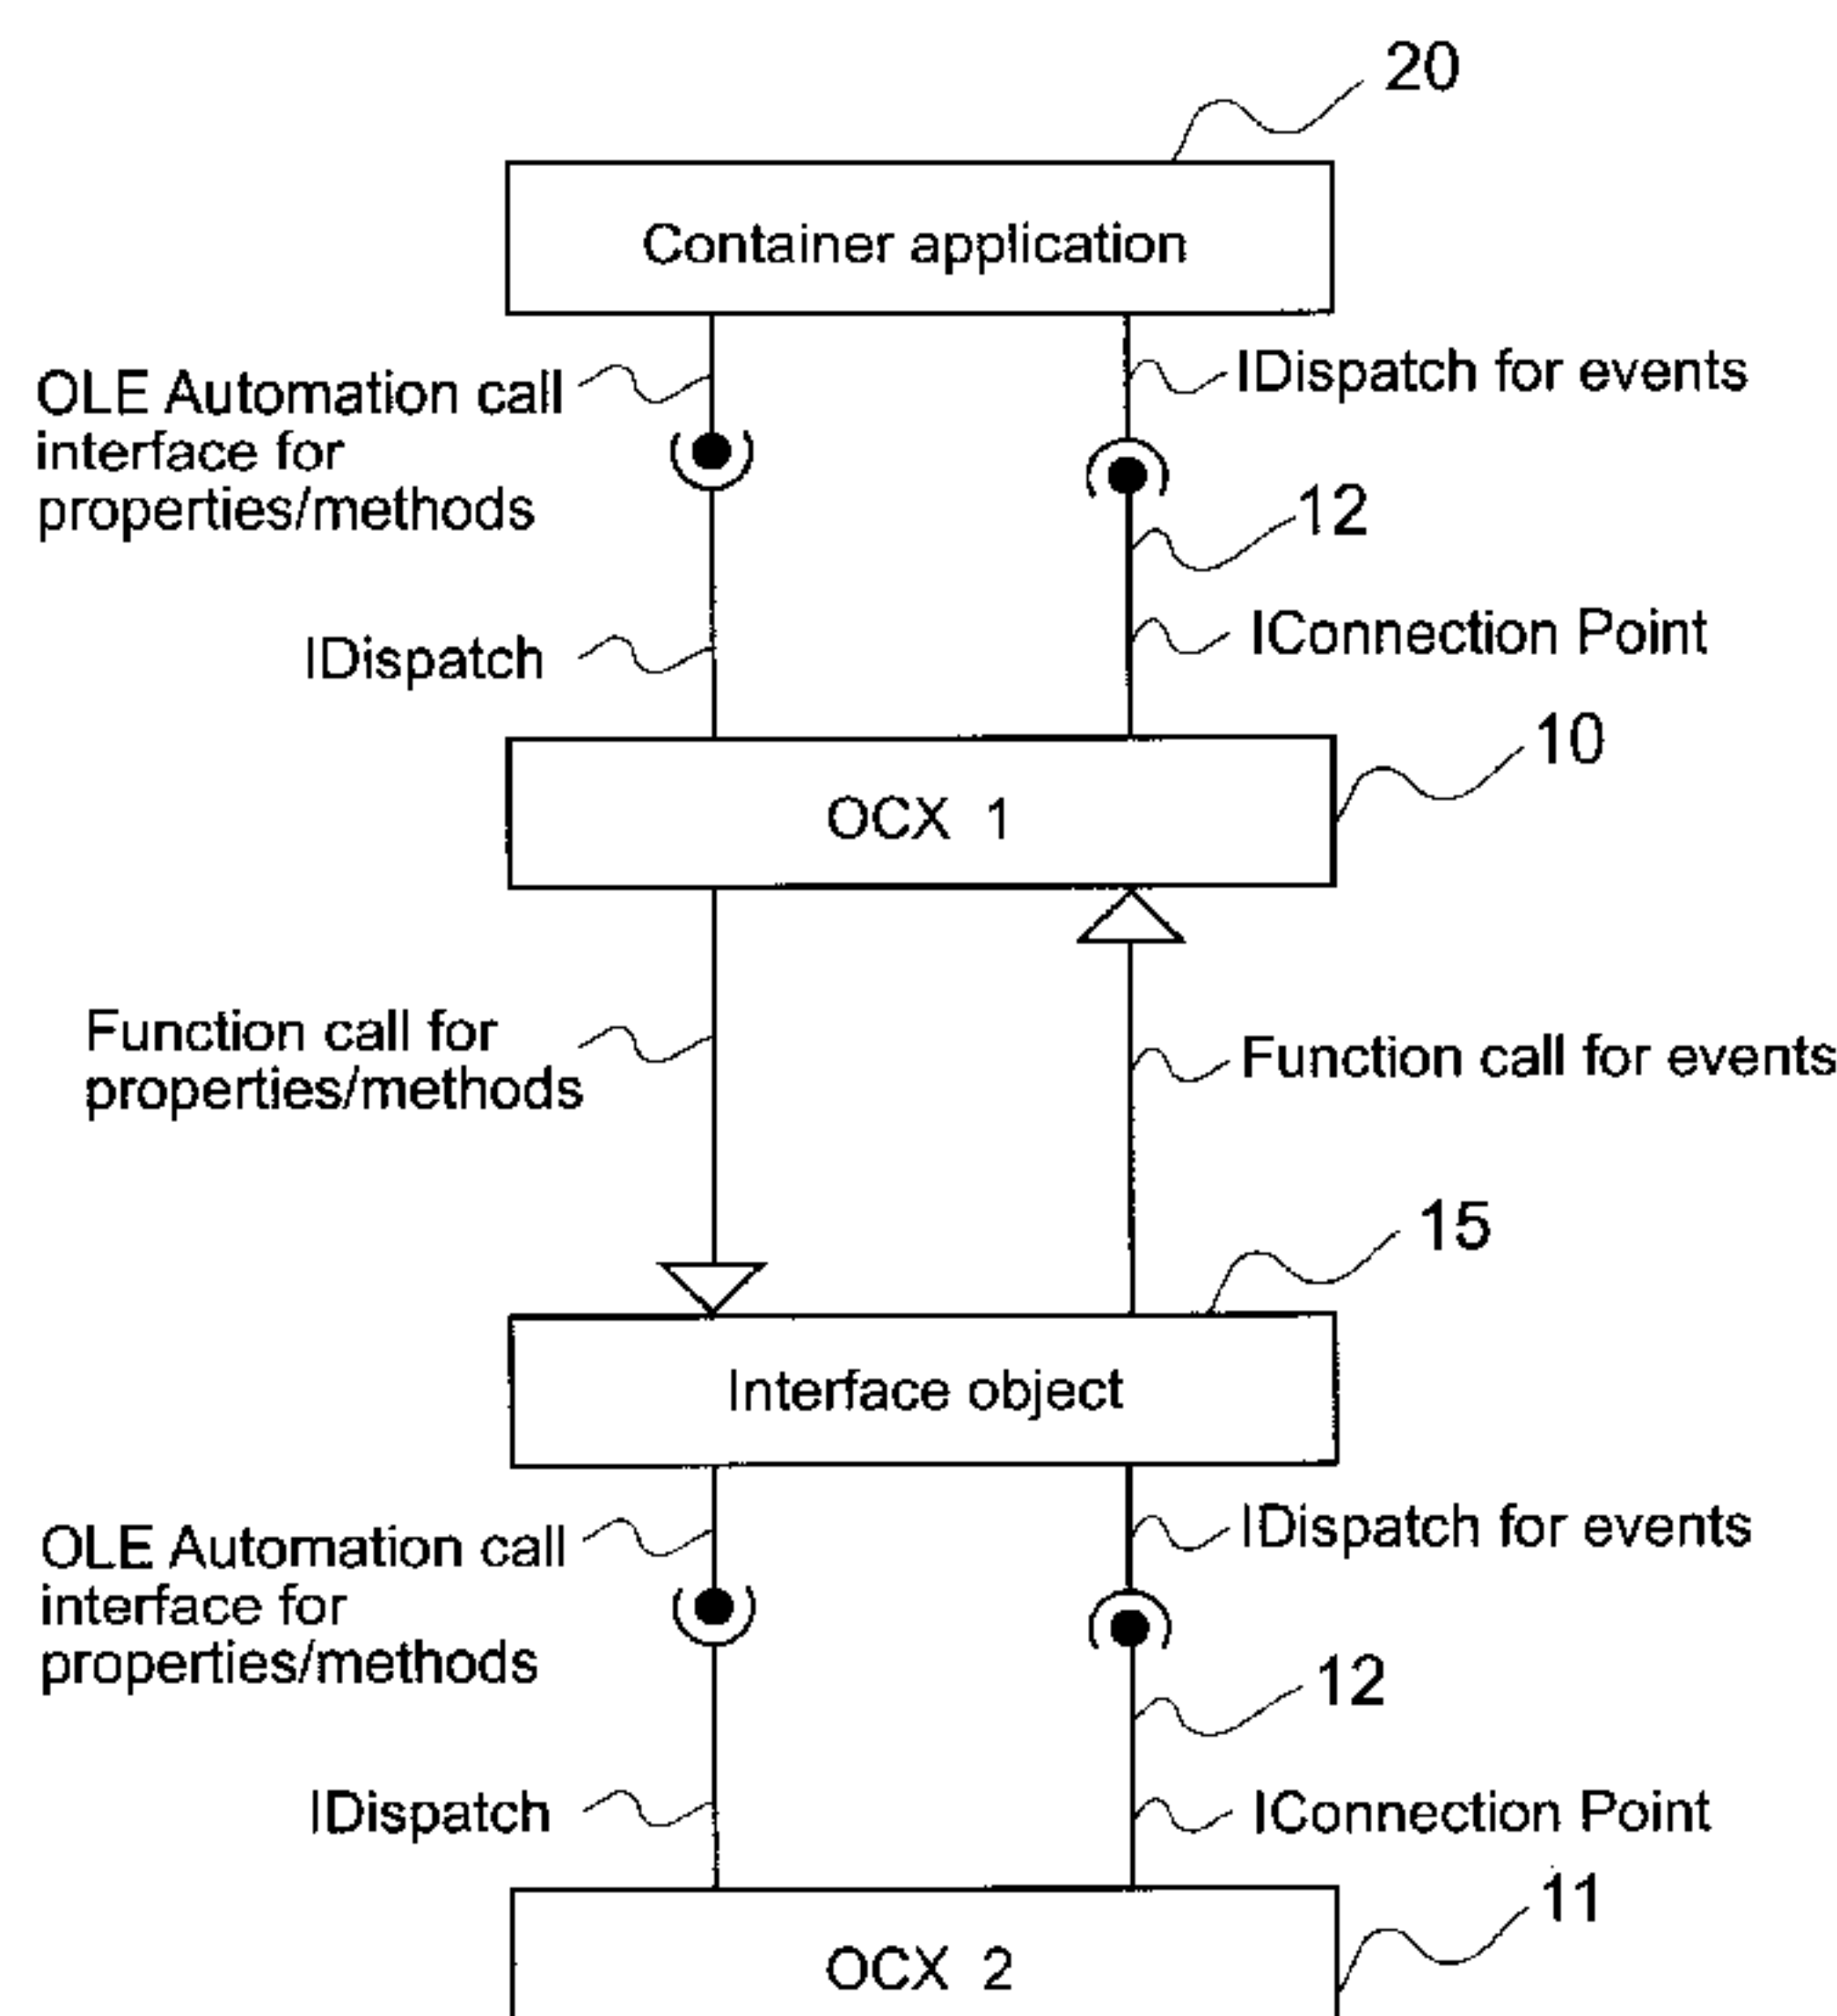 20
Container application
OLE Automation call
interface for
properties/methods
IDispatch for events
12
IDispatch
IConnection Point
10
OCX 1
Function call for
properties/methods
Function call for events
15
Interface object
OLE Automation call
interface for
properties/methods
IDispatch for events
12
IDispatch
IConnection Point
11
OCX 2